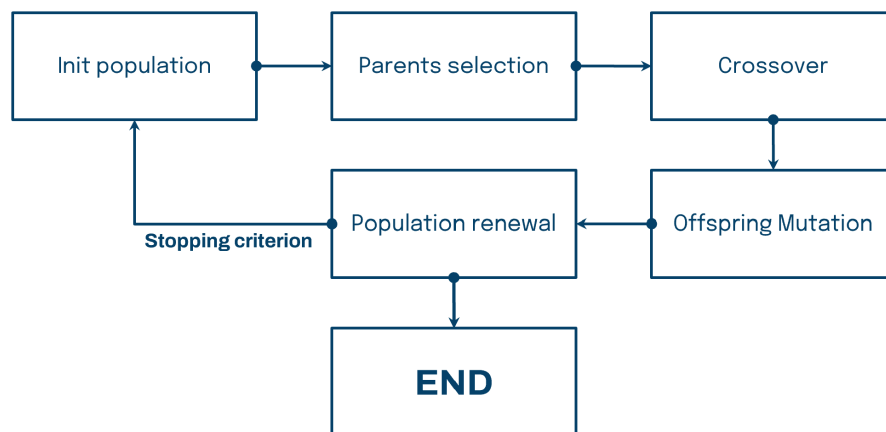 Init population
Parents selection
Crossover
Population renewal
Offspring Mutation
Stopping criterion
END